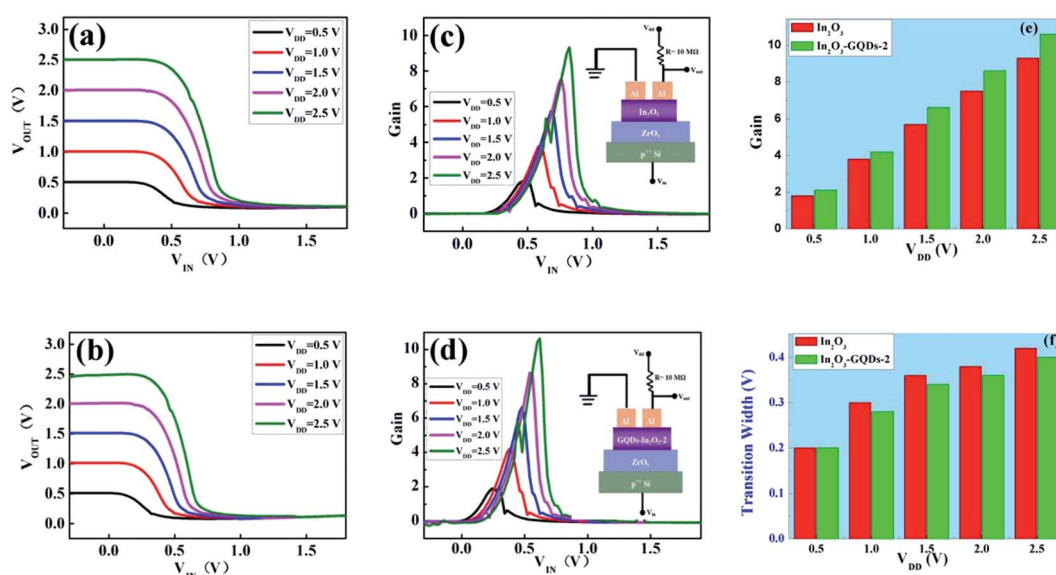 (a)
V_DD=0.5 V
V_DD=1.0 V
V_DD=1.5 V
V_DD=2.0 V
V_DD=2.5 V
3.0
2.5
2.0
1.5
1.0
0.5
0.0
V_OUT (V)
0.0 0.5 1.0 1.5
V_IN (V)
(c)
V_DD=0.5 V
V_DD=1.0 V
V_DD=1.5 V
V_DD=2.0 V
V_DD=2.5 V
10
8
6
4
2
0
Gain
0.0 0.5 1.0 1.5
V_IN (V)
V_dd
R= 10 MΩ
V_out
Al Al
In₂O₃
ZrO₂
p⁺⁺ Si
V_in
(e)
In₂O₃
In₂O₃-GQDs-2
10
8
6
4
2
0
Gain
0.5 1.0 1.5 2.0 2.5
V_DD (V)
(b)
V_DD=0.5 V
V_DD=1.0 V
V_DD=1.5 V
V_DD=2.0 V
V_DD=2.5 V
3.0
2.5
2.0
1.5
1.0
0.5
0.0
V_OUT (V)
0.0 0.5 1.0 1.5
V_IN (V)
(d)
V_DD=0.5 V
V_DD=1.0 V
V_DD=1.5 V
V_DD=2.0 V
V_DD=2.5 V
10
8
6
4
2
0
Gain
0.0 0.5 1.0 1.5
V_IN (V)
V_dd
R= 10 MΩ
V_out
Al Al
GQDs-In₂O₃-2
ZrO₂
p⁺⁺ Si
V_in
(f)
In₂O₃
In₂O₃-GQDs-2
0.4
0.3
0.2
0.1
0.0
Transition Width (V)
0.5 1.0 1.5 2.0 2.5
V_DD (V)